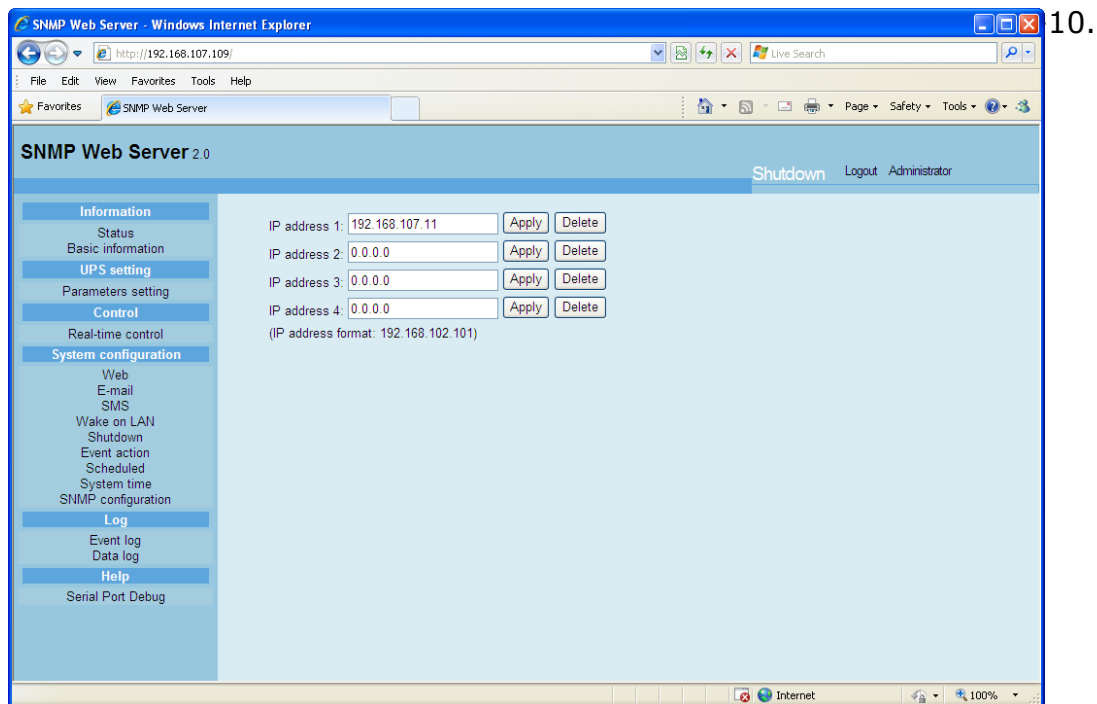 SNMP Web Server - Windows Internet Explorer
10.
http://192.168.107.109/
Live Search
File Edit View Favorites Tools Help
Favorites SNMP Web Server Page Safety Tools
SNMP Web Server 2.0
Shutdown Logout Administrator
Information
Status
Basic information
UPS setting
Parameters setting
Control
Real-time control
System configuration
Web
E-mail
SMS
Wake on LAN
Shutdown
Event action
Scheduled
System time
SNMP configuration
Log
Event log
Data log
Help
Serial Port Debug
IP address 1: 192.168.107.11 Apply Delete
IP address 2: 0.0.0.0 Apply Delete
IP address 3: 0.0.0.0 Apply Delete
IP address 4: 0.0.0.0 Apply Delete
(IP address format: 192.168.102.101)
Internet 100%